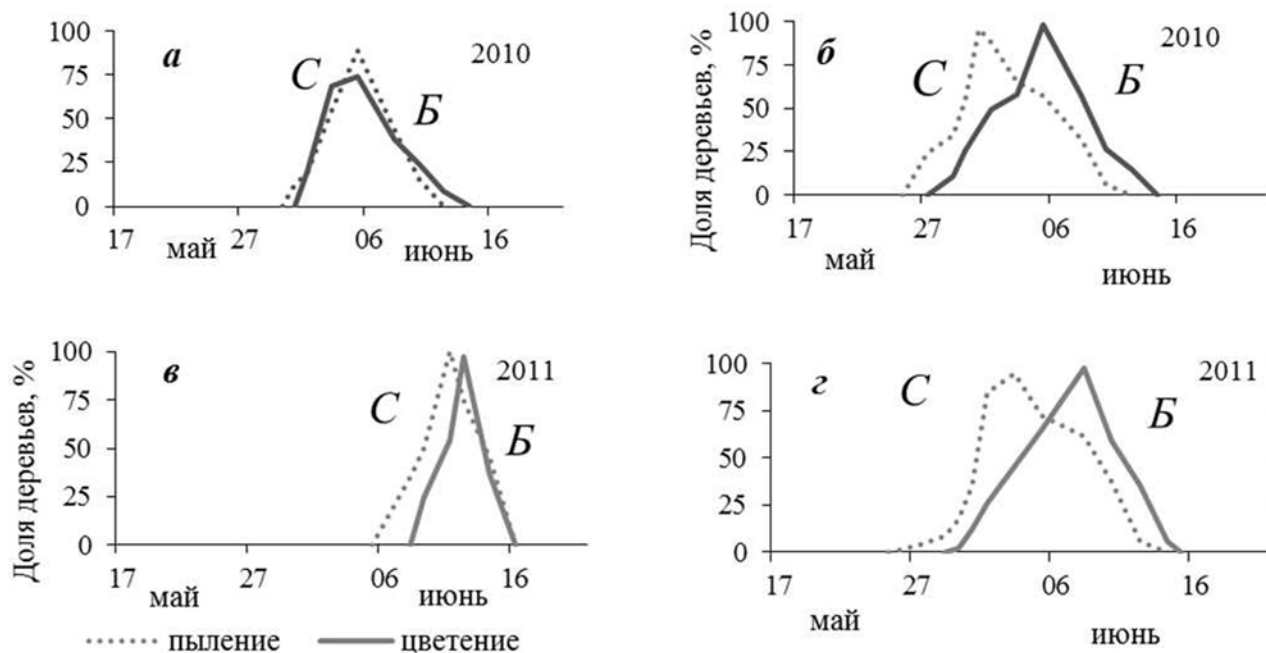 а
2010
С
Б
100
75
50
25
0
17
27
06
16
май
июнь
б
2010
С
Б
Доля деревьев, %
100
75
50
25
0
17
27
06
16
май
июнь
в
2011
С
Б
Доля деревьев, %
100
75
50
25
0
17
27
06
16
май
июнь
г
2011
С
Б
100
75
50
25
0
17
27
06
16
май
июнь
пыление
цветение